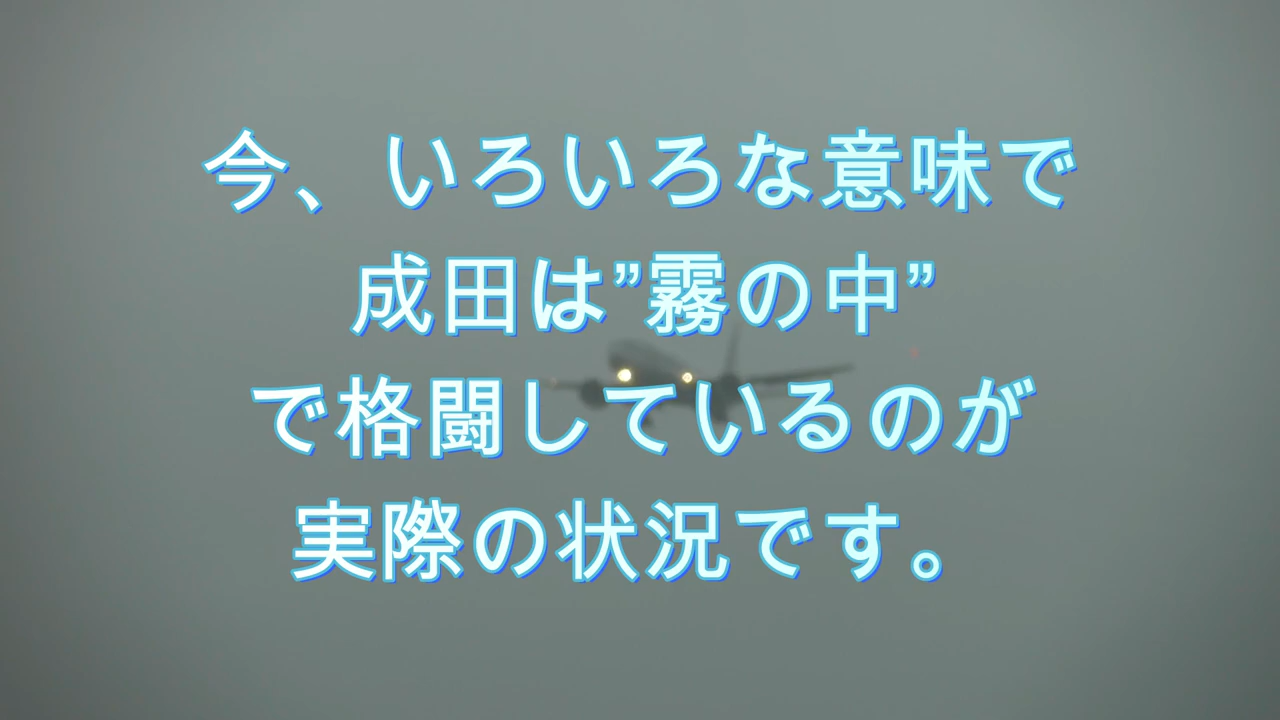 今、いろいろな意味で
成田は”霧の中”
で格闘しているのが
実際の状況です。